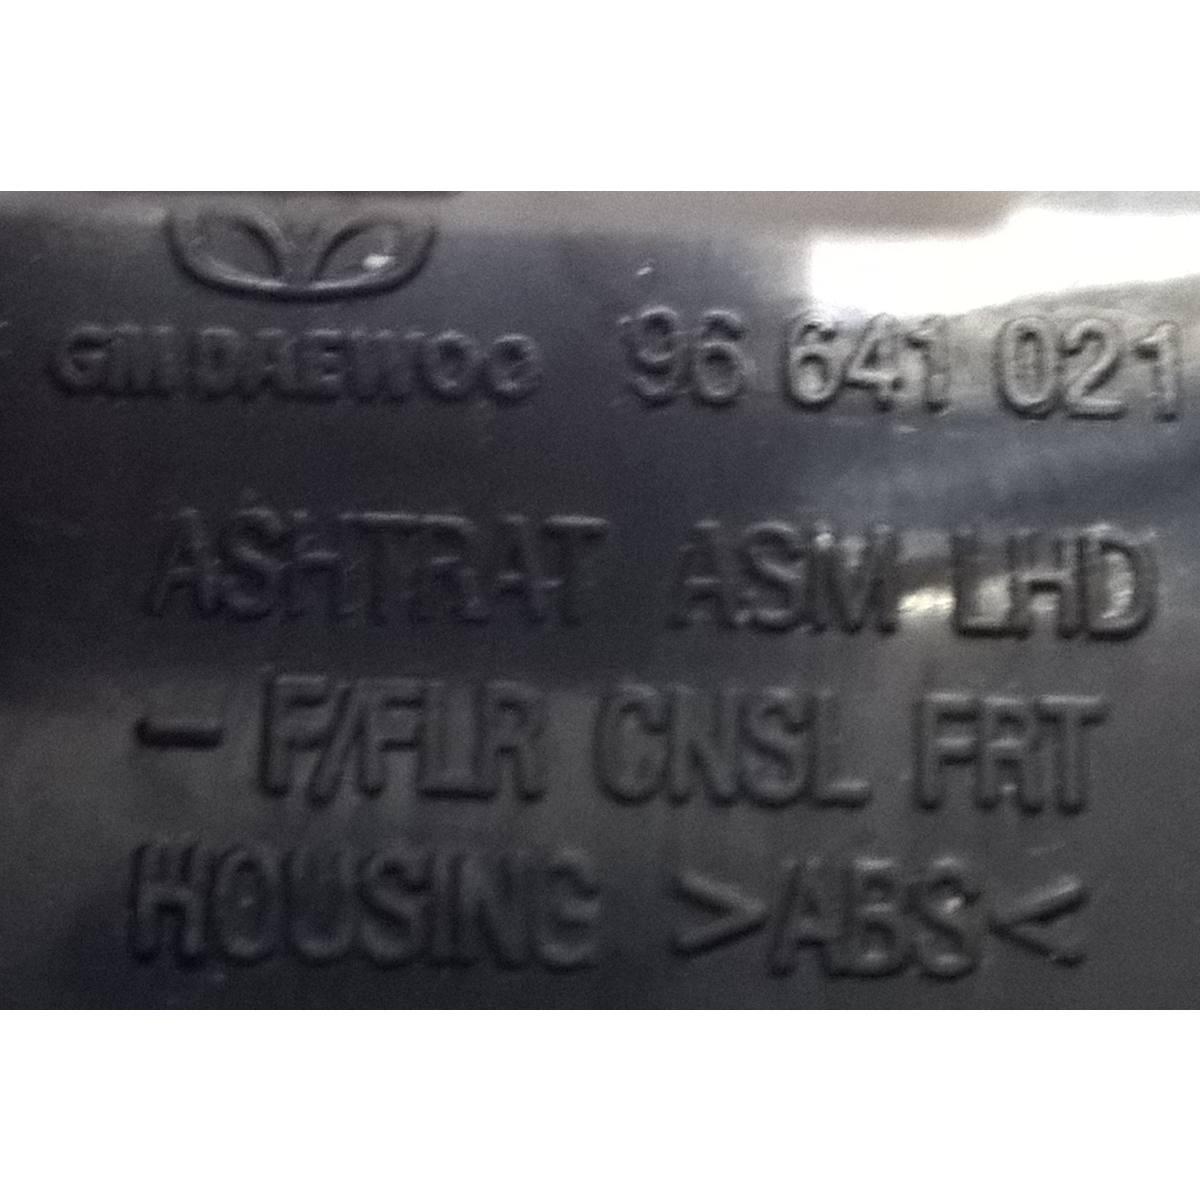 GM DAEWOO 96 641 021
ASHTRAT ASM LHD
- F/FLR CNSL FRT
HOUSING >ABS<